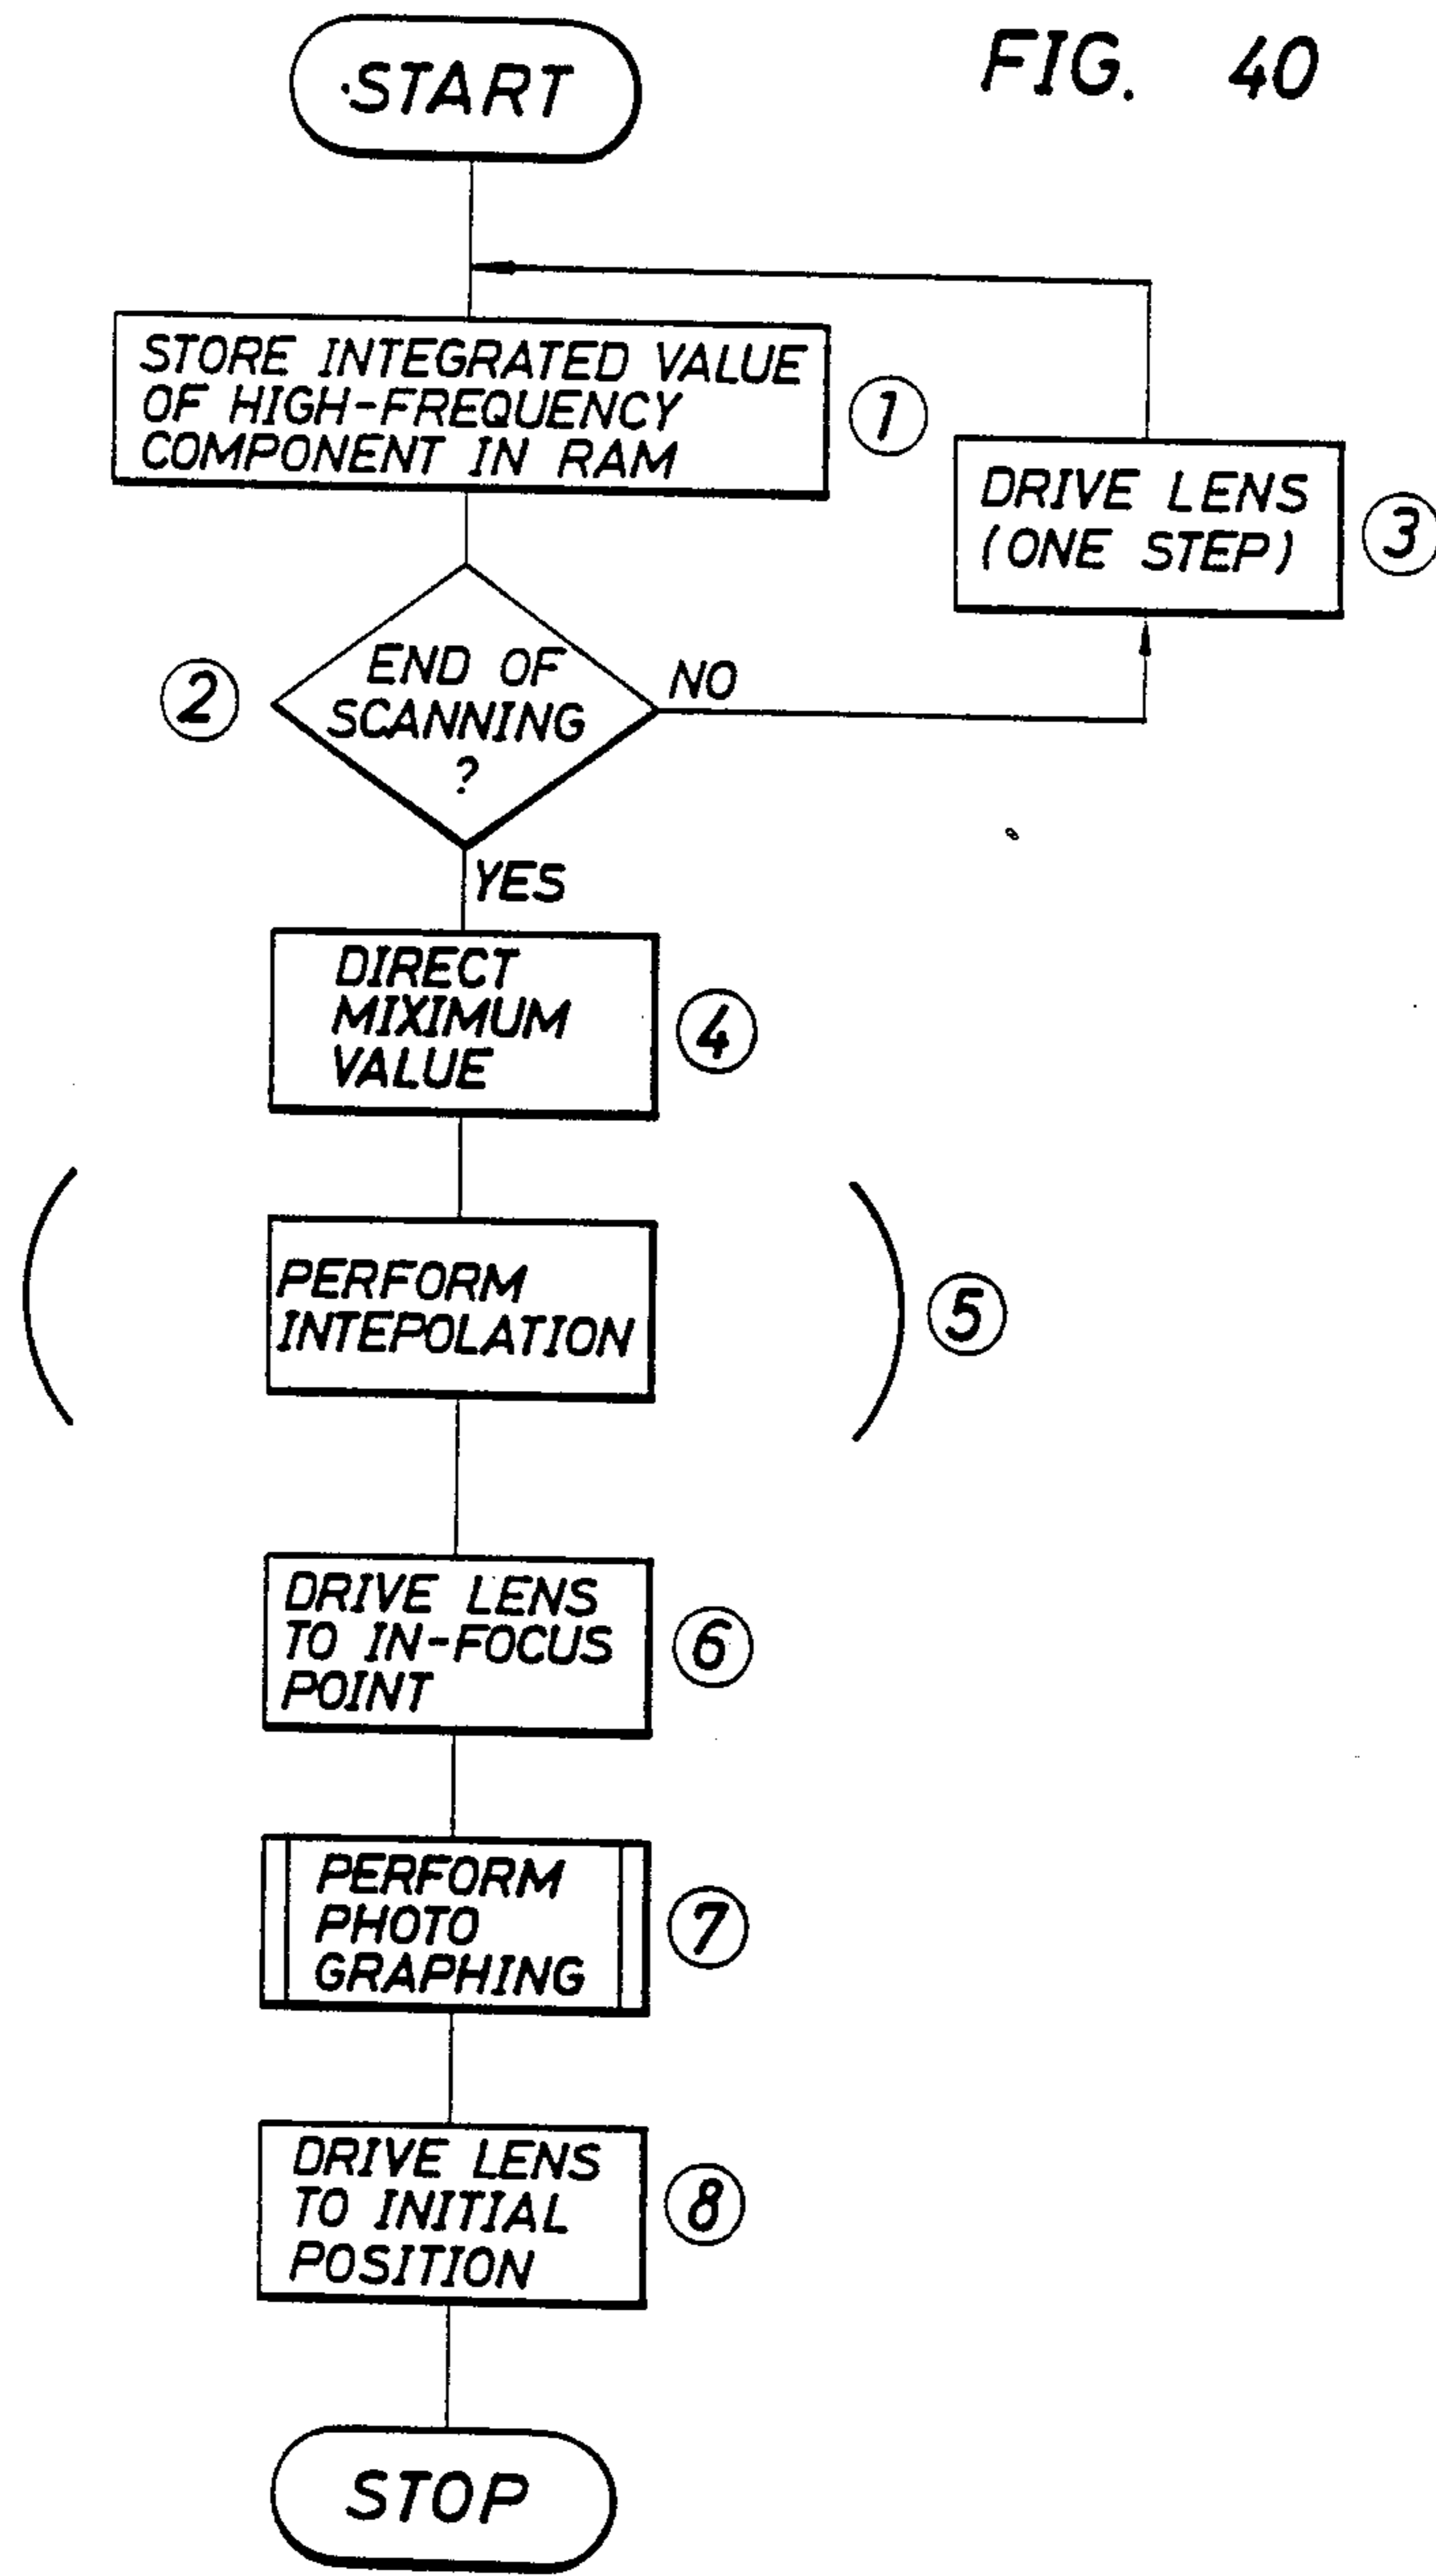 FIG. 40
START
STORE INTEGRATED VALUE
OF HIGH-FREQUENCY
COMPONENT IN RAM
1
DRIVE LENS
(ONE STEP)
3
2
END OF
SCANNING
?
NO
YES
DIRECT
MIXIMUM
VALUE
4
PERFORM
INTEPOLATION
5
DRIVE LENS
TO IN-FOCUS
POINT
6
PERFORM
PHOTO
GRAPHING
7
DRIVE LENS
TO INITIAL
POSITION
8
STOP